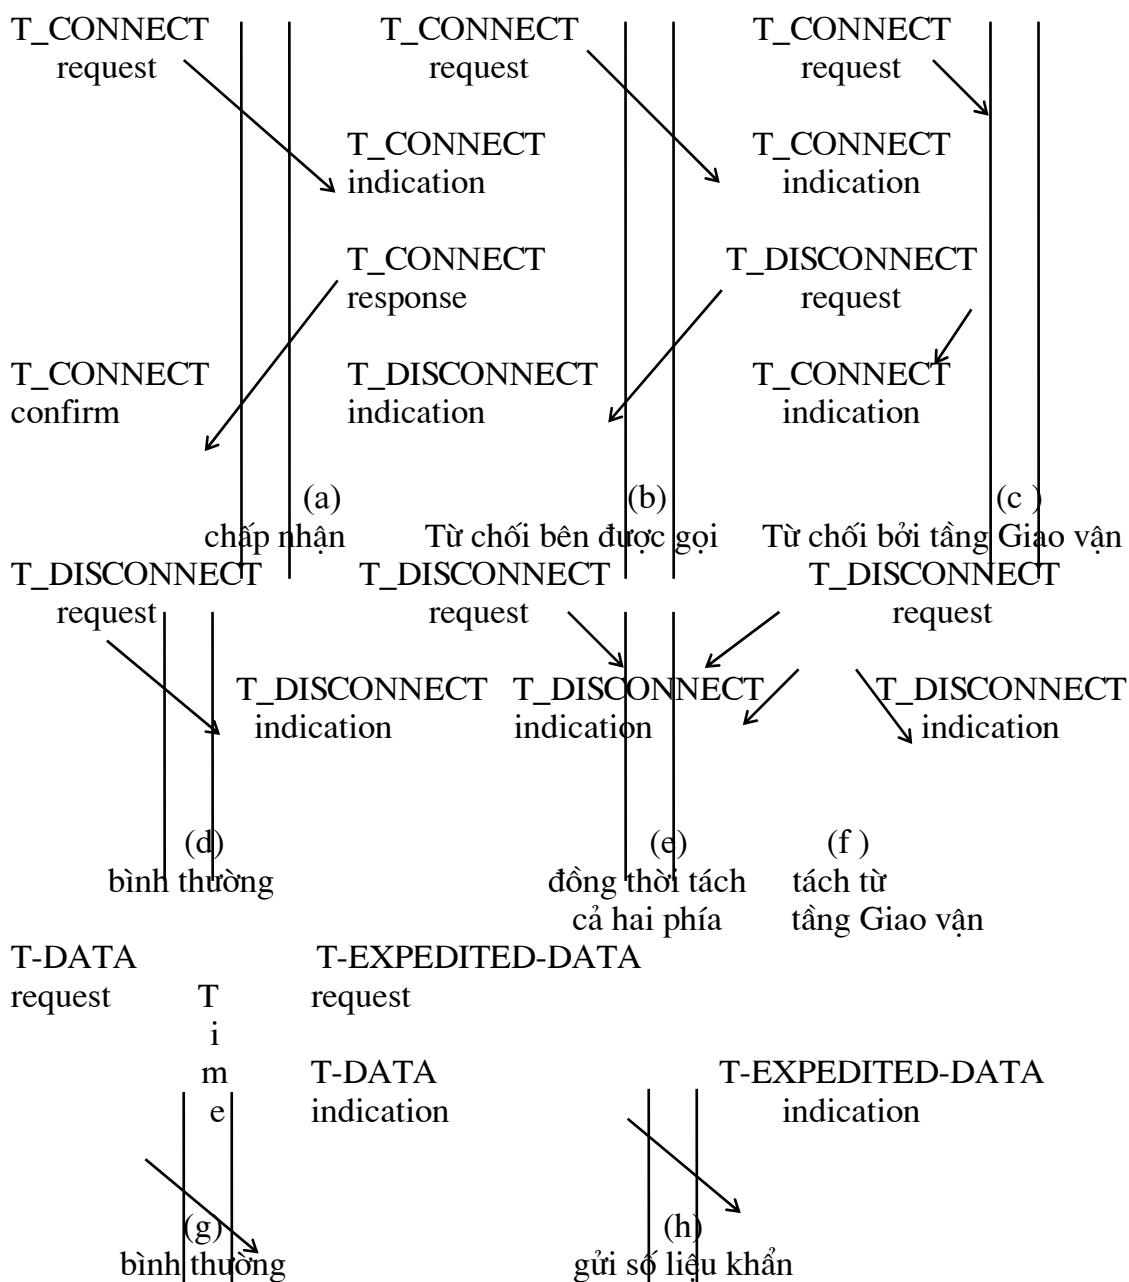 T_CONNECT T_CONNECT T_CONNECT
request request request
T_CONNECT T_CONNECT
indication indication
T_CONNECT T_DISCONNECT
response request
T_CONNECT T_DISCONNECT T_CONNECT
confirm indication indication
(a) (b) (c )
chấp nhận Từ chối bên được gọi Từ chối bởi tầng Giao vận
T_DISCONNECT T_DISCONNECT T_DISCONNECT
request request request
T_DISCONNECT T_DISCONNECT T_DISCONNECT
indication indication indication
(d) (e) (f )
bình thường đồng thời tách tách từ
cả hai phía tầng Giao vận
T-DATA T-EXPEDITED-DATA
request T request
i
m T-DATA T-EXPEDITED-DATA
e indication indication
(g) (h)
bình thường gửi số liệu khẩn